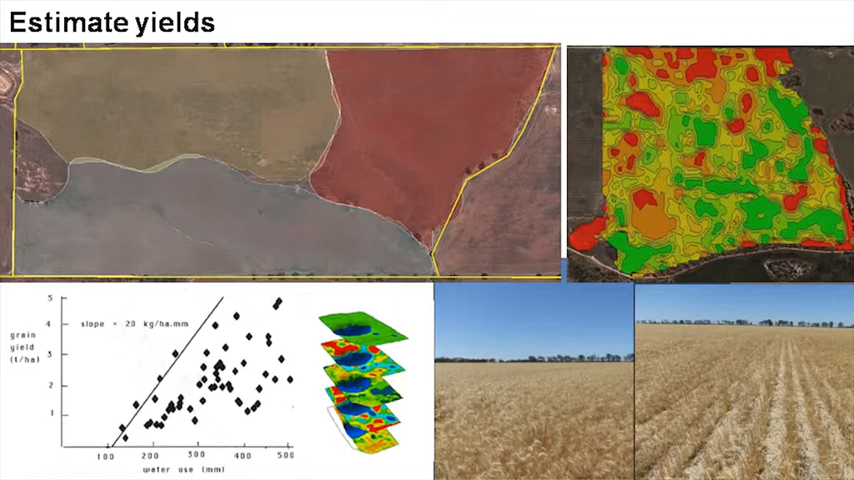 Estimate yields
5
4
3
2
1
grain
yield
(t/ha)
slope = 20 kg/ha.mm
100 200 300 400 500
water use (mm)